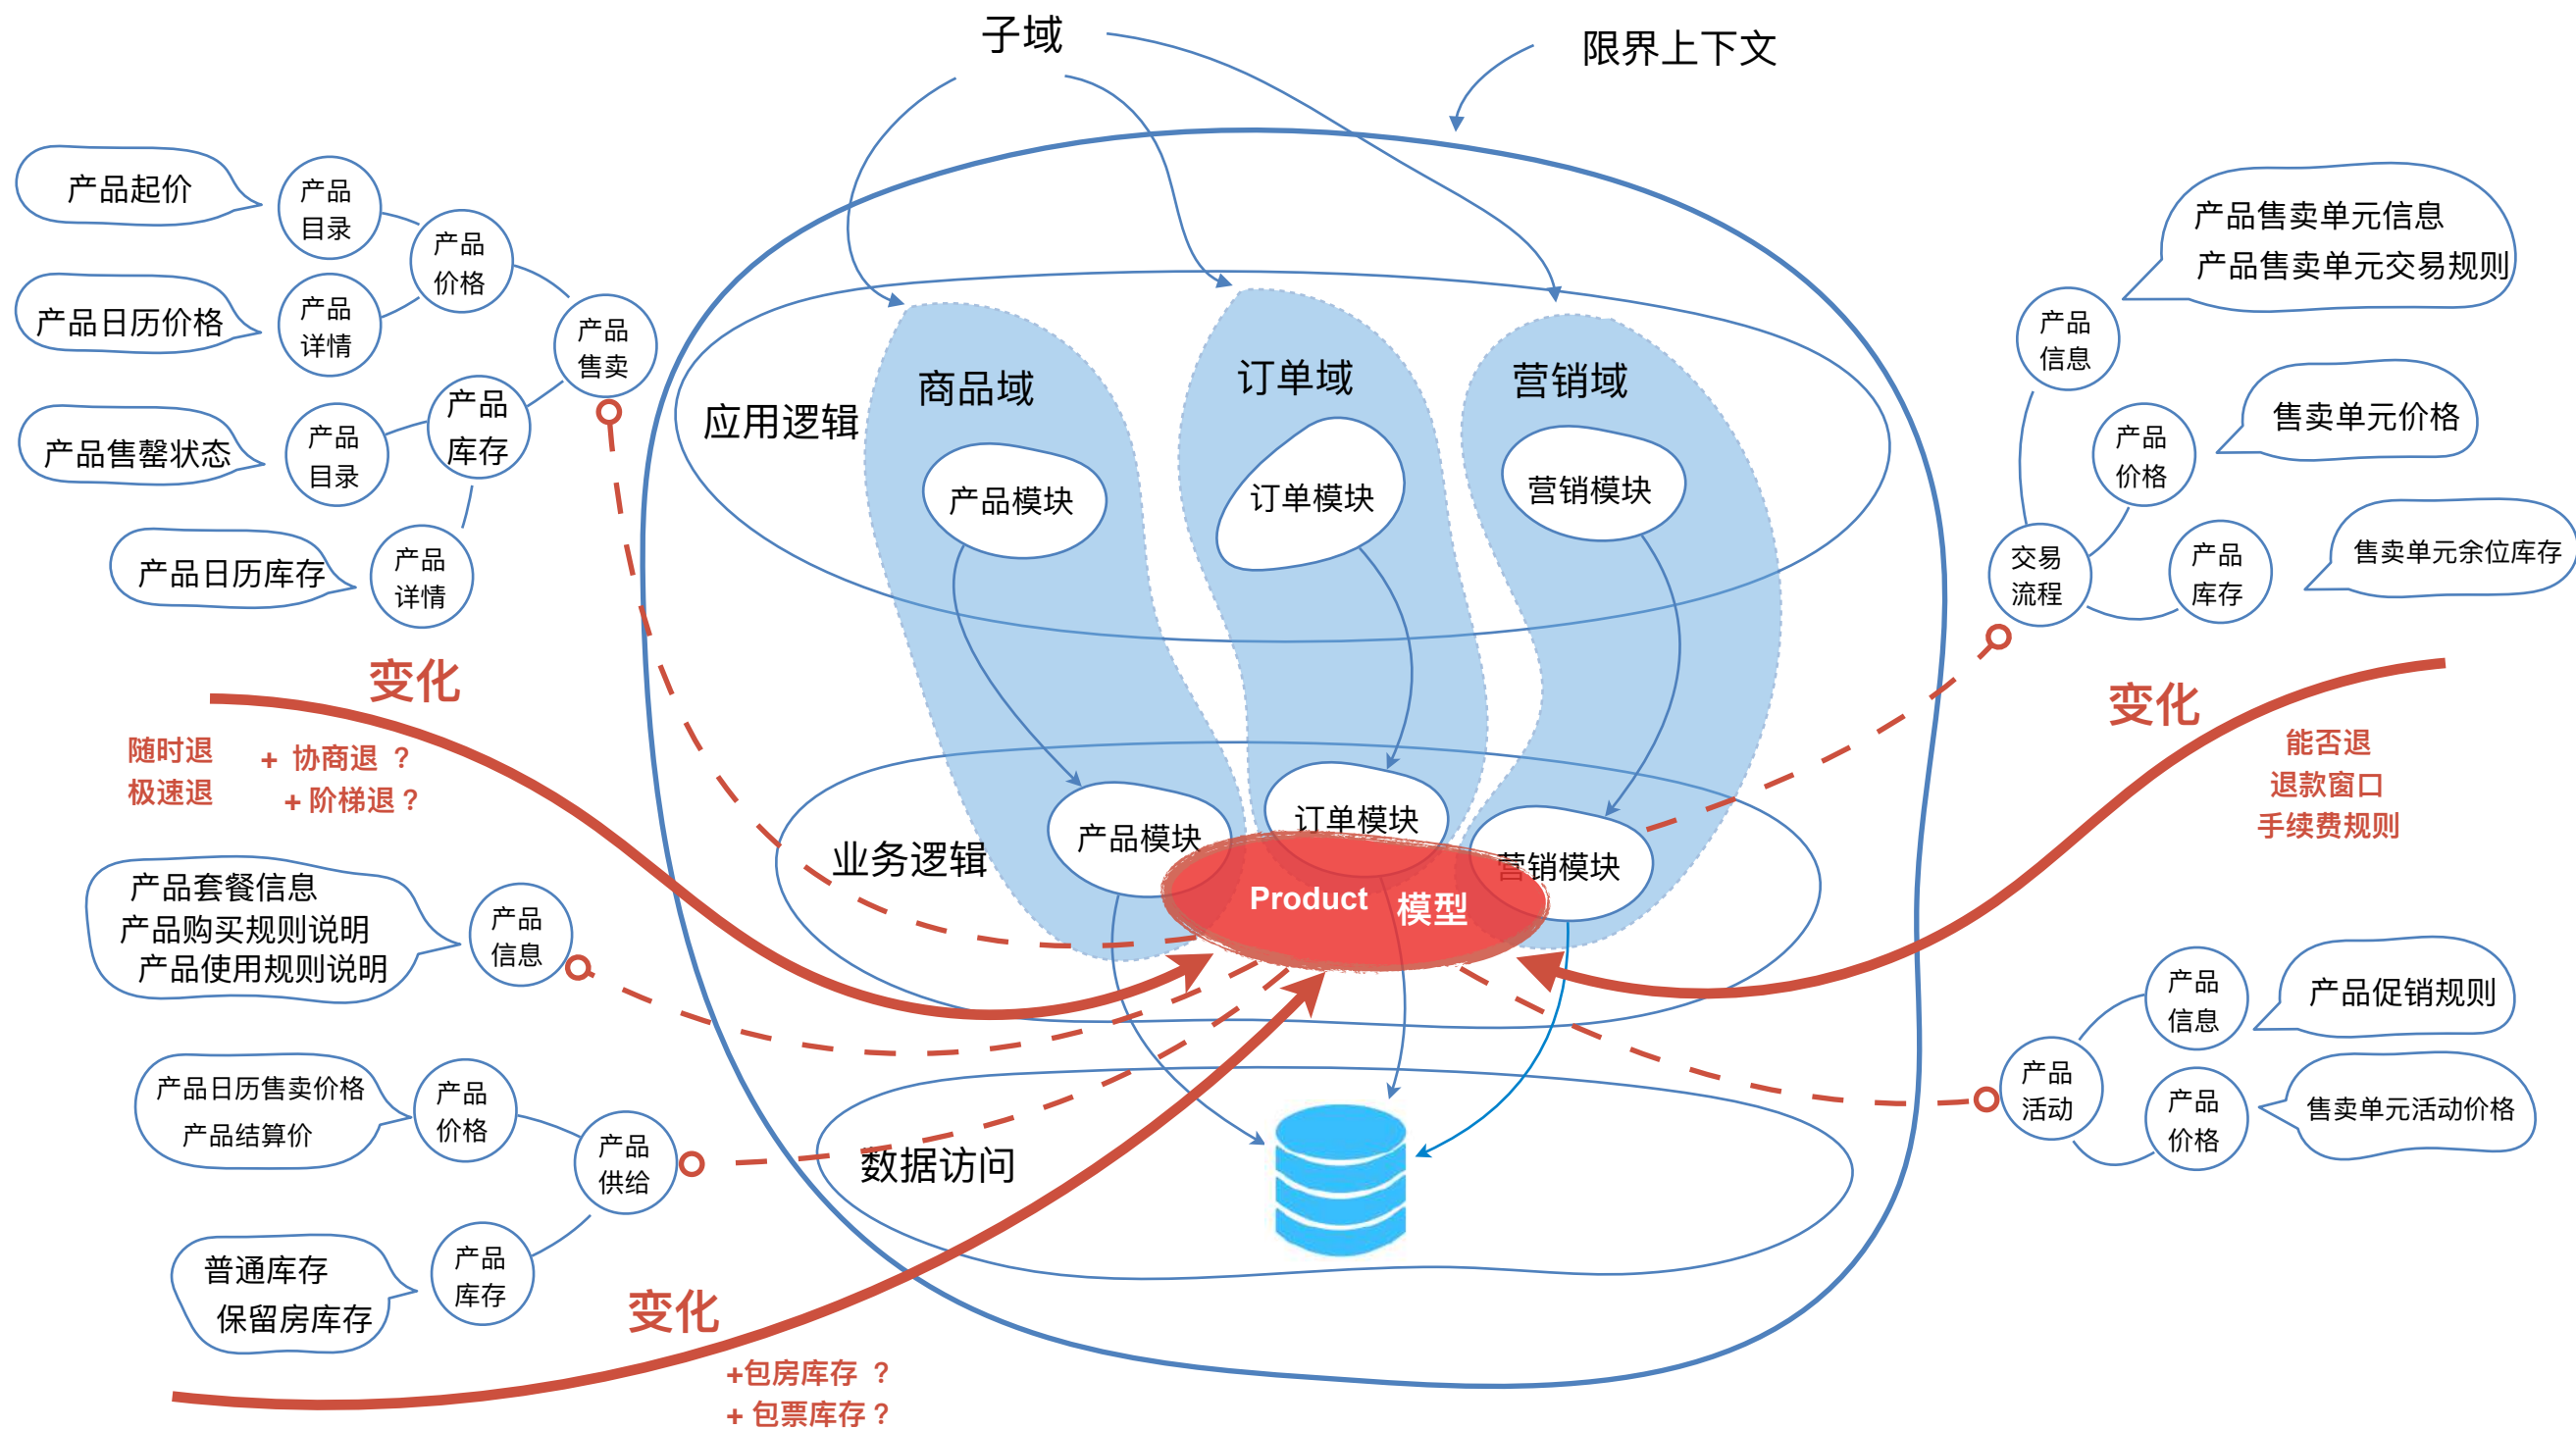 子域
限界上下文
产品起价
产品
目录
产品
价格
产品日历价格
产品
详情
产品
售卖
产品售罄状态
产品
目录
产品
库存
产品日历库存
产品
详情
变化
随时退
+ 协商退 ?
极速退
+ 阶梯退 ?
产品套餐信息
产品购买规则说明
产品使用规则说明
产品
信息
产品日历售卖价格
产品结算价
产品
价格
产品
供给
普通库存
保留房库存
产品
库存
变化
+包房库存 ?
+ 包票库存 ?
应用逻辑
商品域
订单域
营销域
产品模块
订单模块
营销模块
业务逻辑
产品模块
订单模块
营销模块
Product 模型
数据访问
产品售卖单元信息
产品售卖单元交易规则
产品
信息
售卖单元价格
产品
价格
售卖单元余位库存
产品
库存
交易
流程
变化
能否退
退款窗口
手续费规则
产品
信息
产品促销规则
产品
活动
产品
价格
售卖单元活动价格